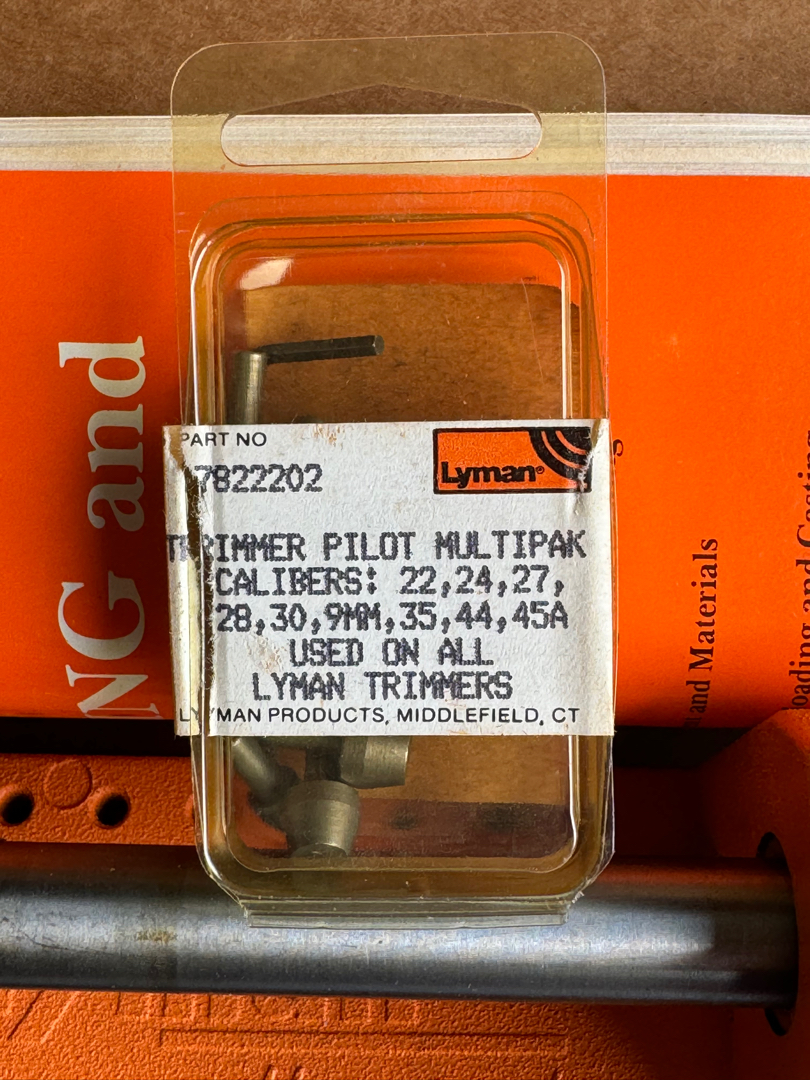 PART NO
7822202
Lyman®
TRIMMER PILOT MULTIPAK
CALIBERS: 22,24,27,
28,30,9MM,35,44,45A
USED ON ALL
LYMAN TRIMMERS
LYMAN PRODUCTS, MIDDLEFIELD, CT
NG and
and Materials
loading and Casting